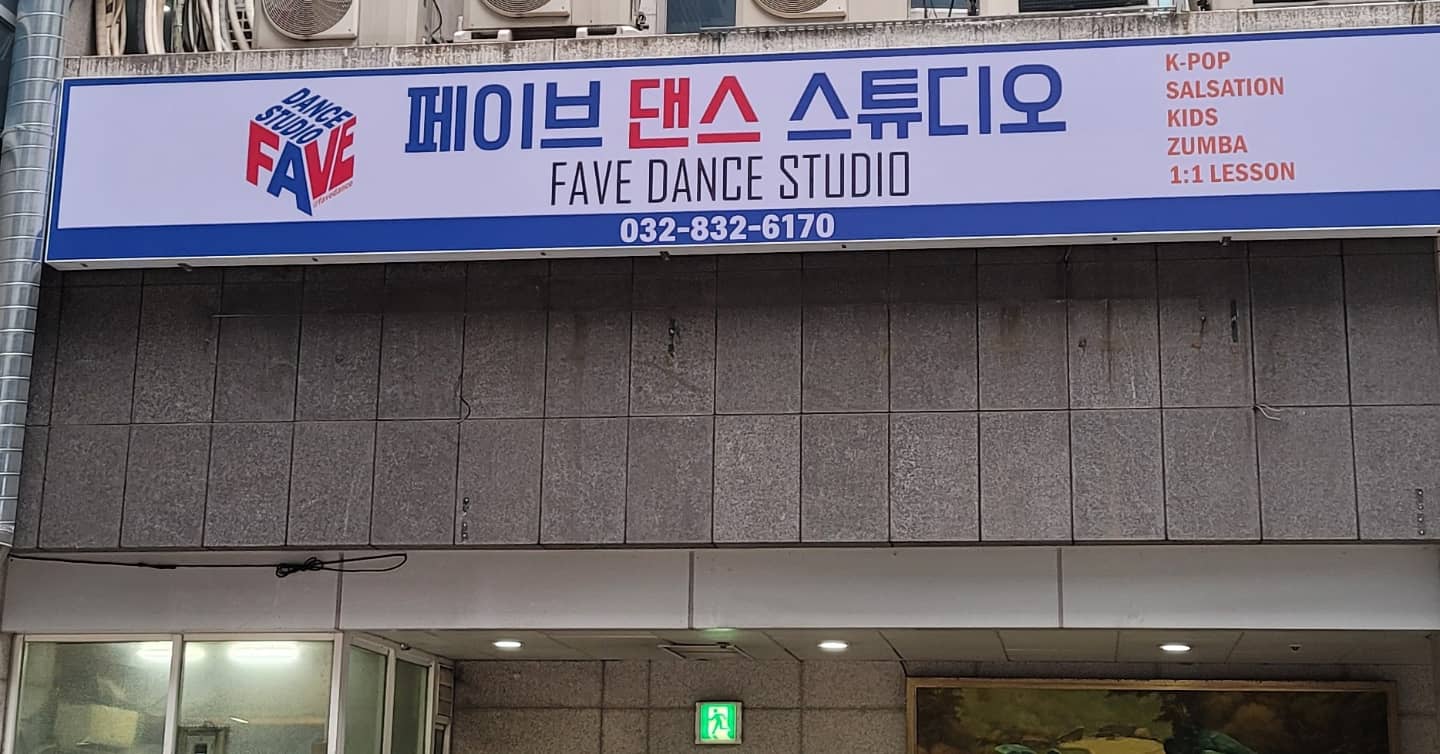 DANCE
STUDIO
FAVE
@favedance
페이브 댄스 스튜디오
FAVE DANCE STUDIO
032-832-6170
K-POP
SALSATION
KIDS
ZUMBA
1:1 LESSON